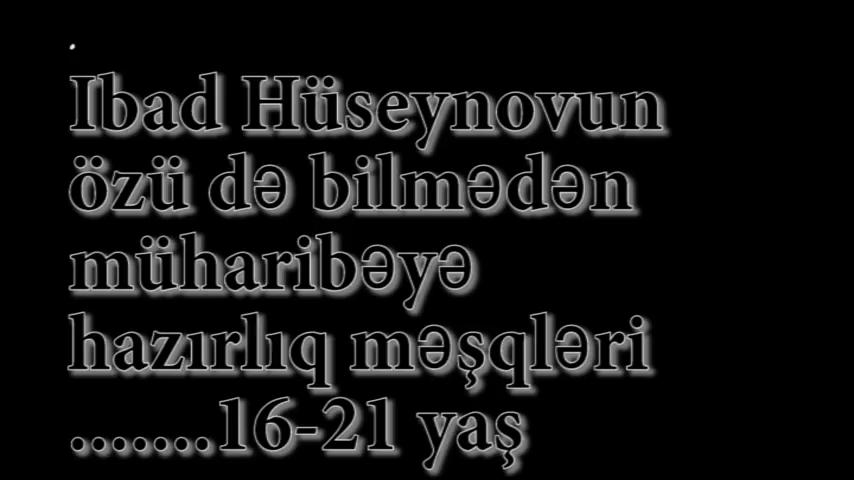 .
Ibad Hüseynovun
özü də bilmədən
müharibəyə
hazırlıq məşqləri
.......16-21 yaş